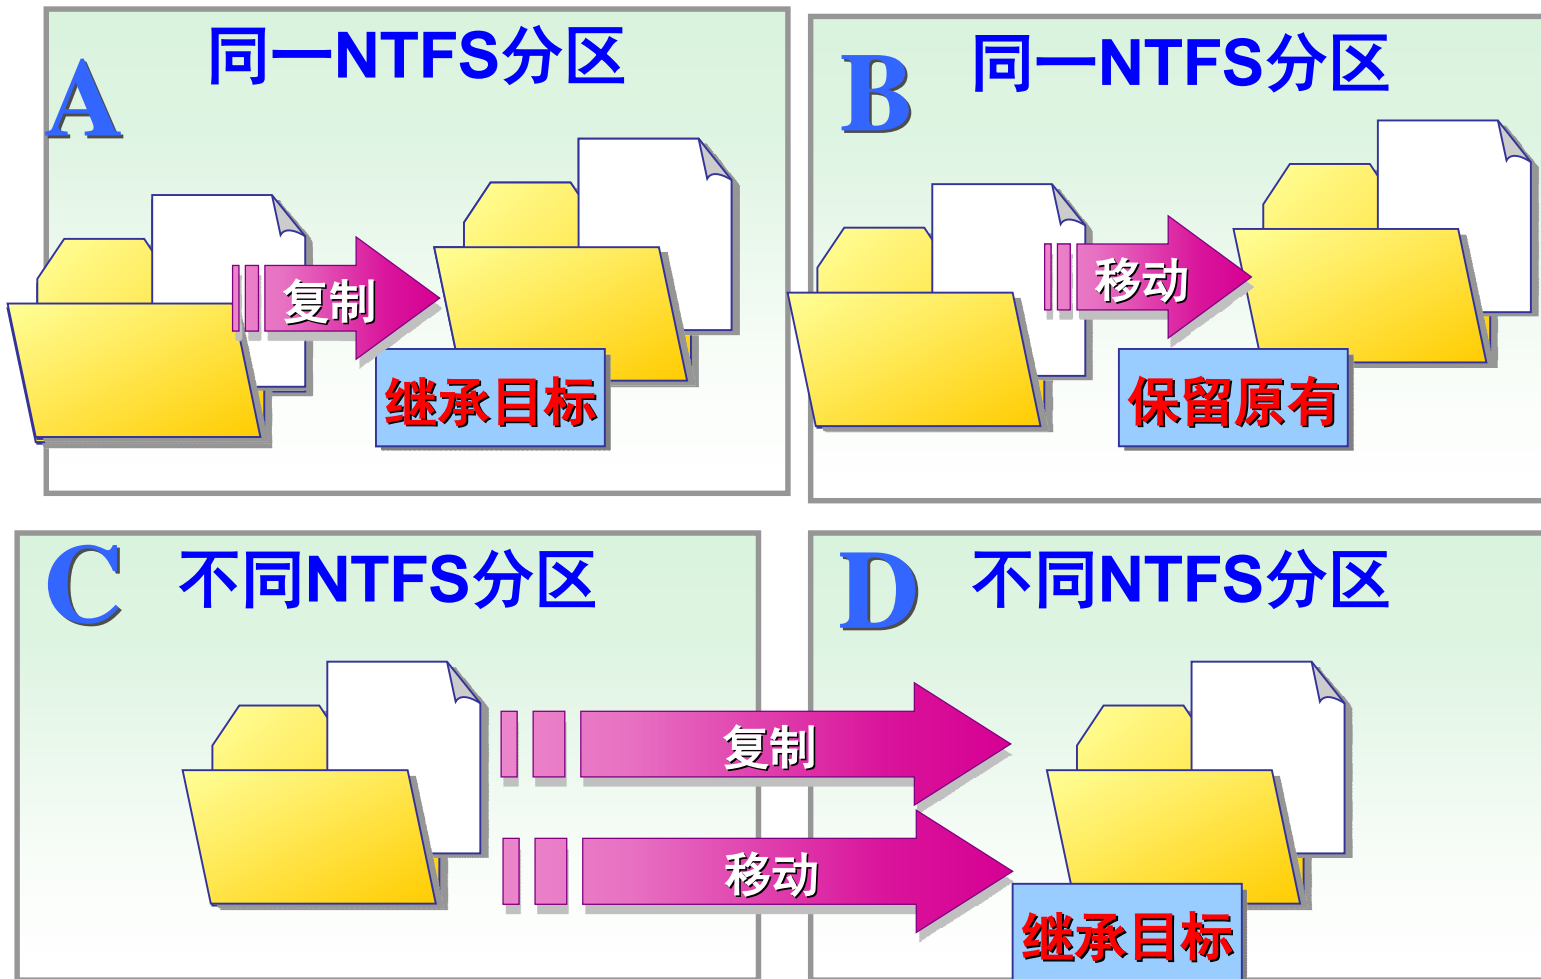 A
同一NTFS分区
复制
继承目标
B
同一NTFS分区
移动
保留原有
C
不同NTFS分区
D
不同NTFS分区
复制
移动
继承目标